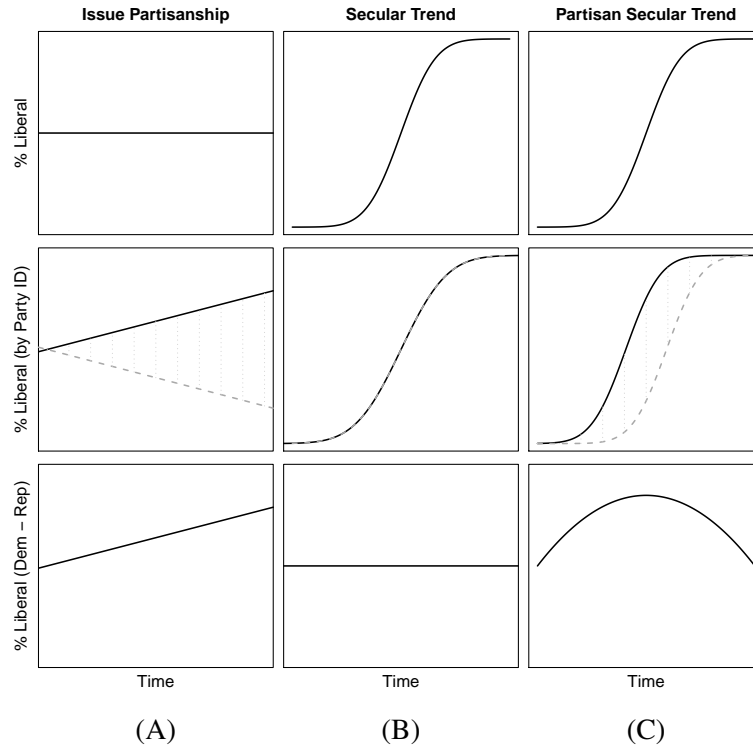 Issue Partisanship
Secular Trend
Partisan Secular Trend
% Liberal
% Liberal (by Party ID)
% Liberal (Dem − Rep)
Time
Time
Time
(A)
(B)
(C)